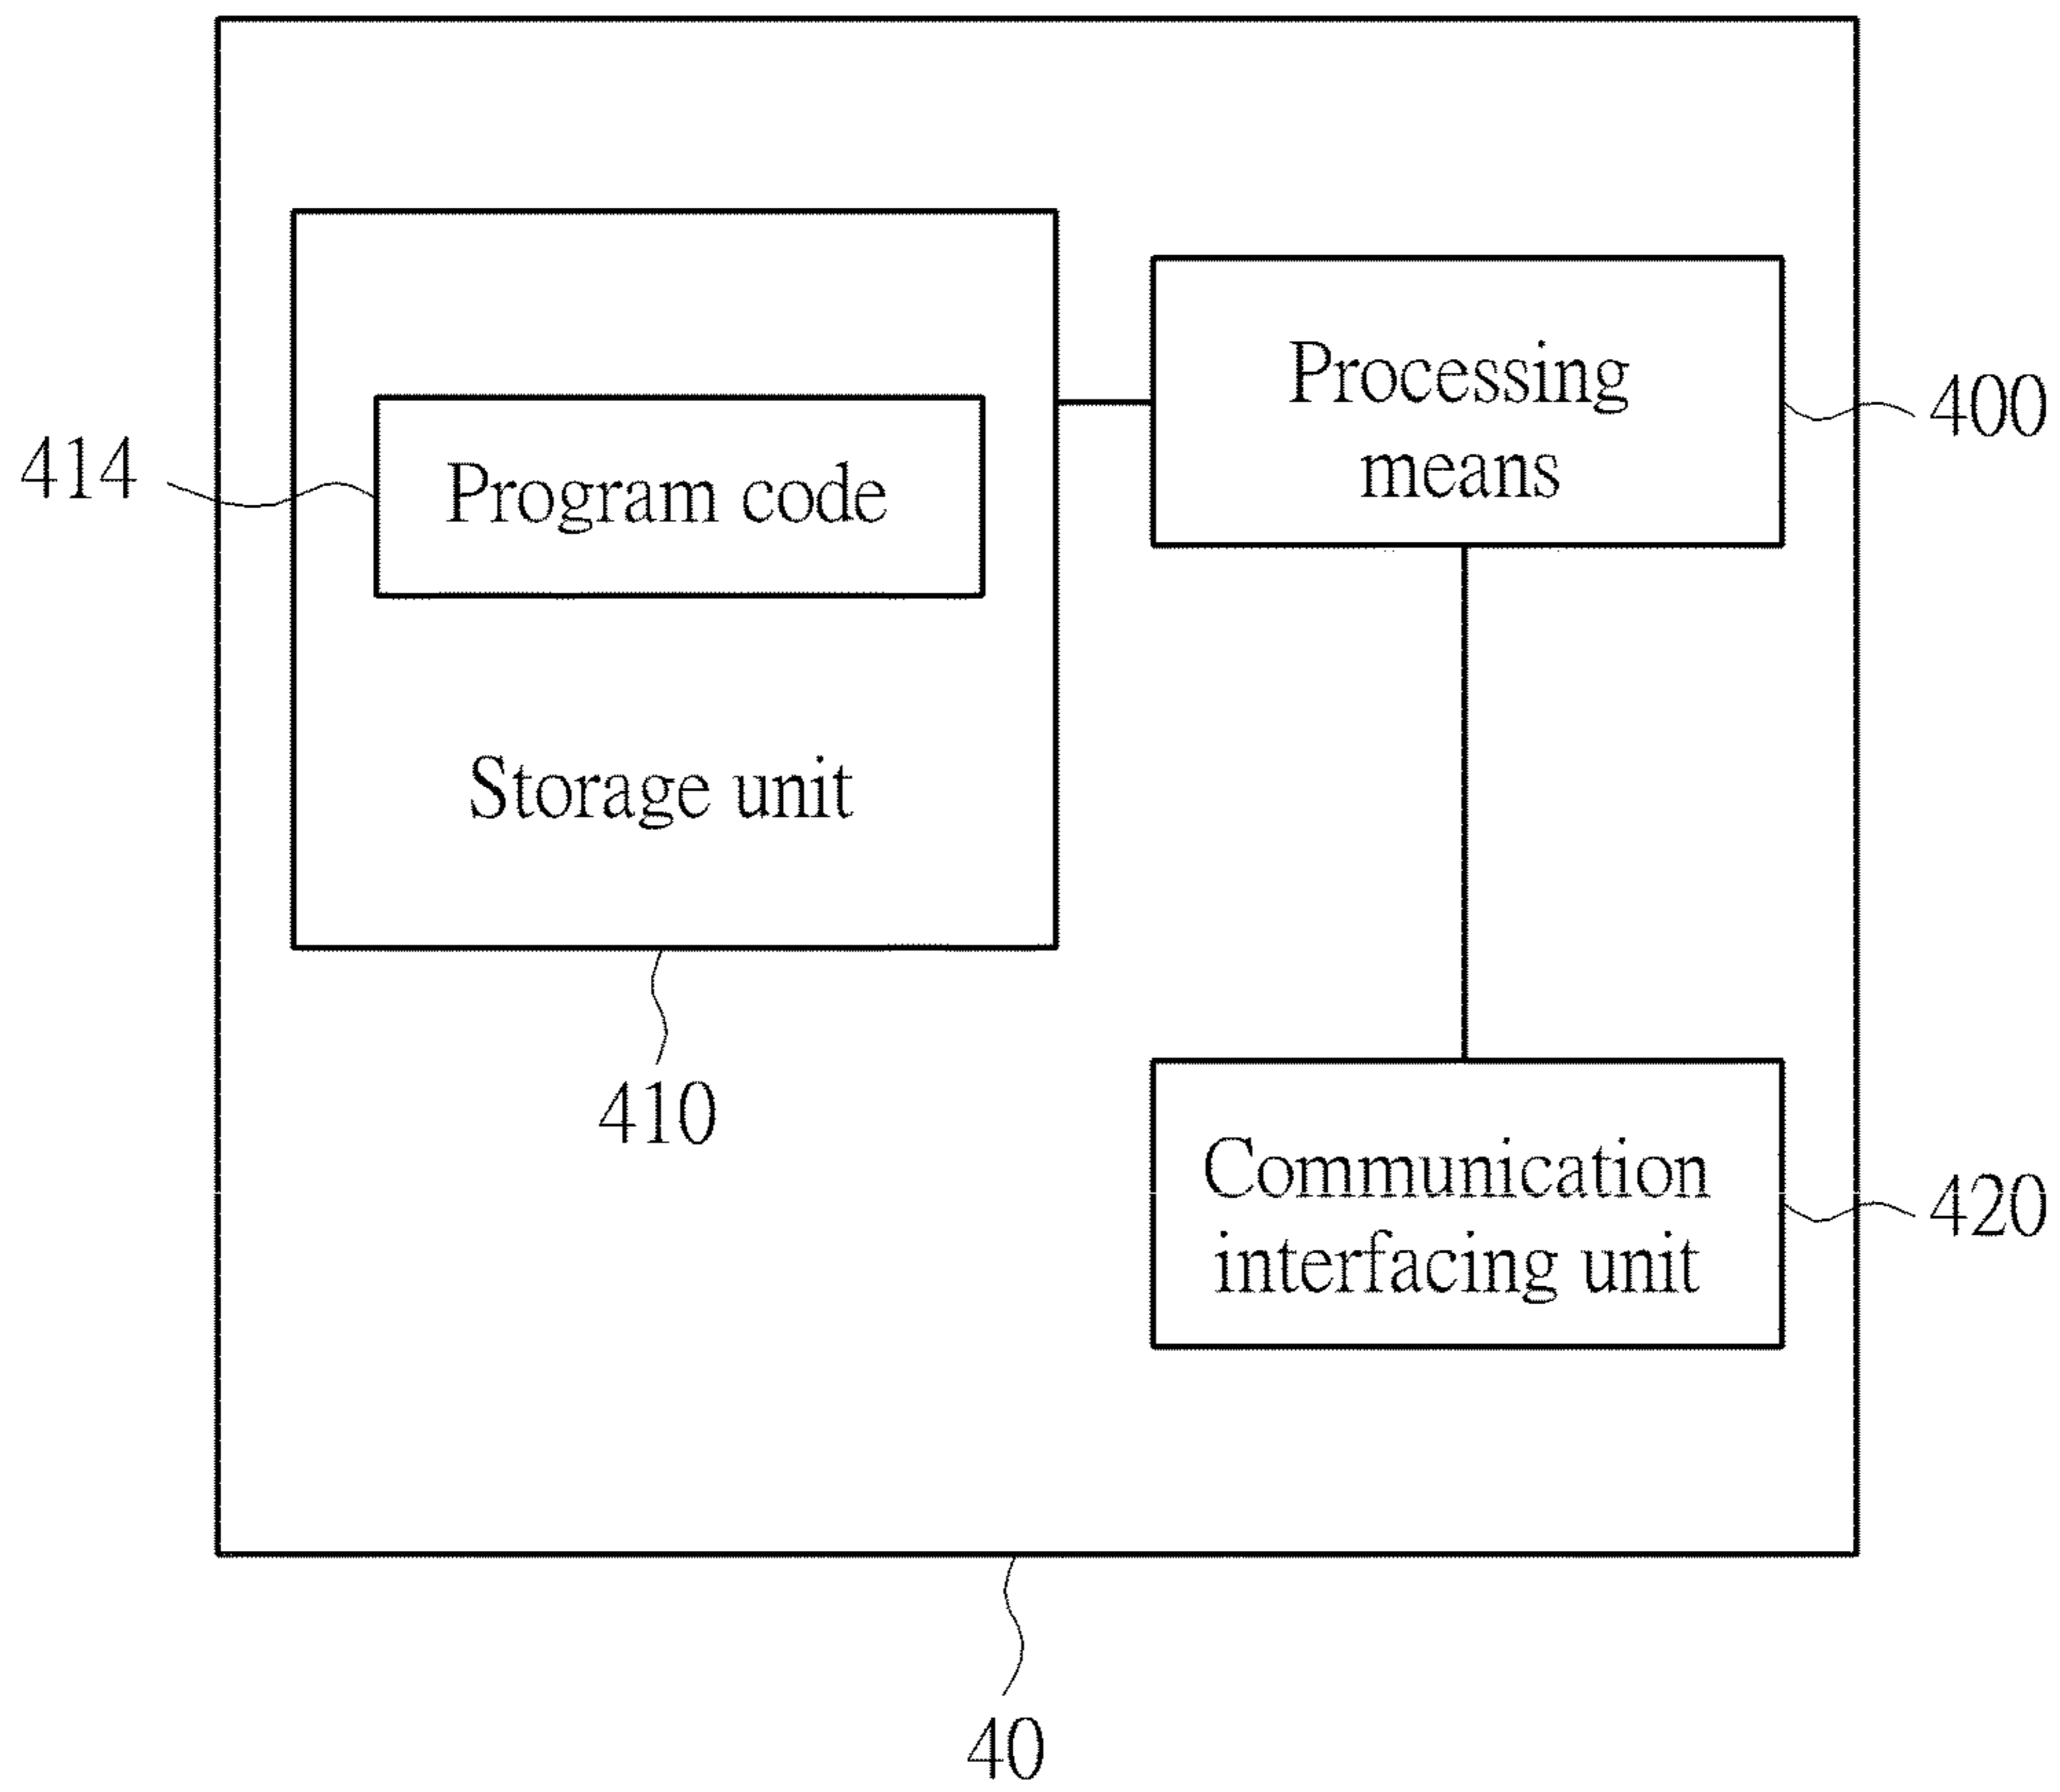 Processing
means
400
414
Program code
Storage unit
410
Communication
interfacing unit
420
40